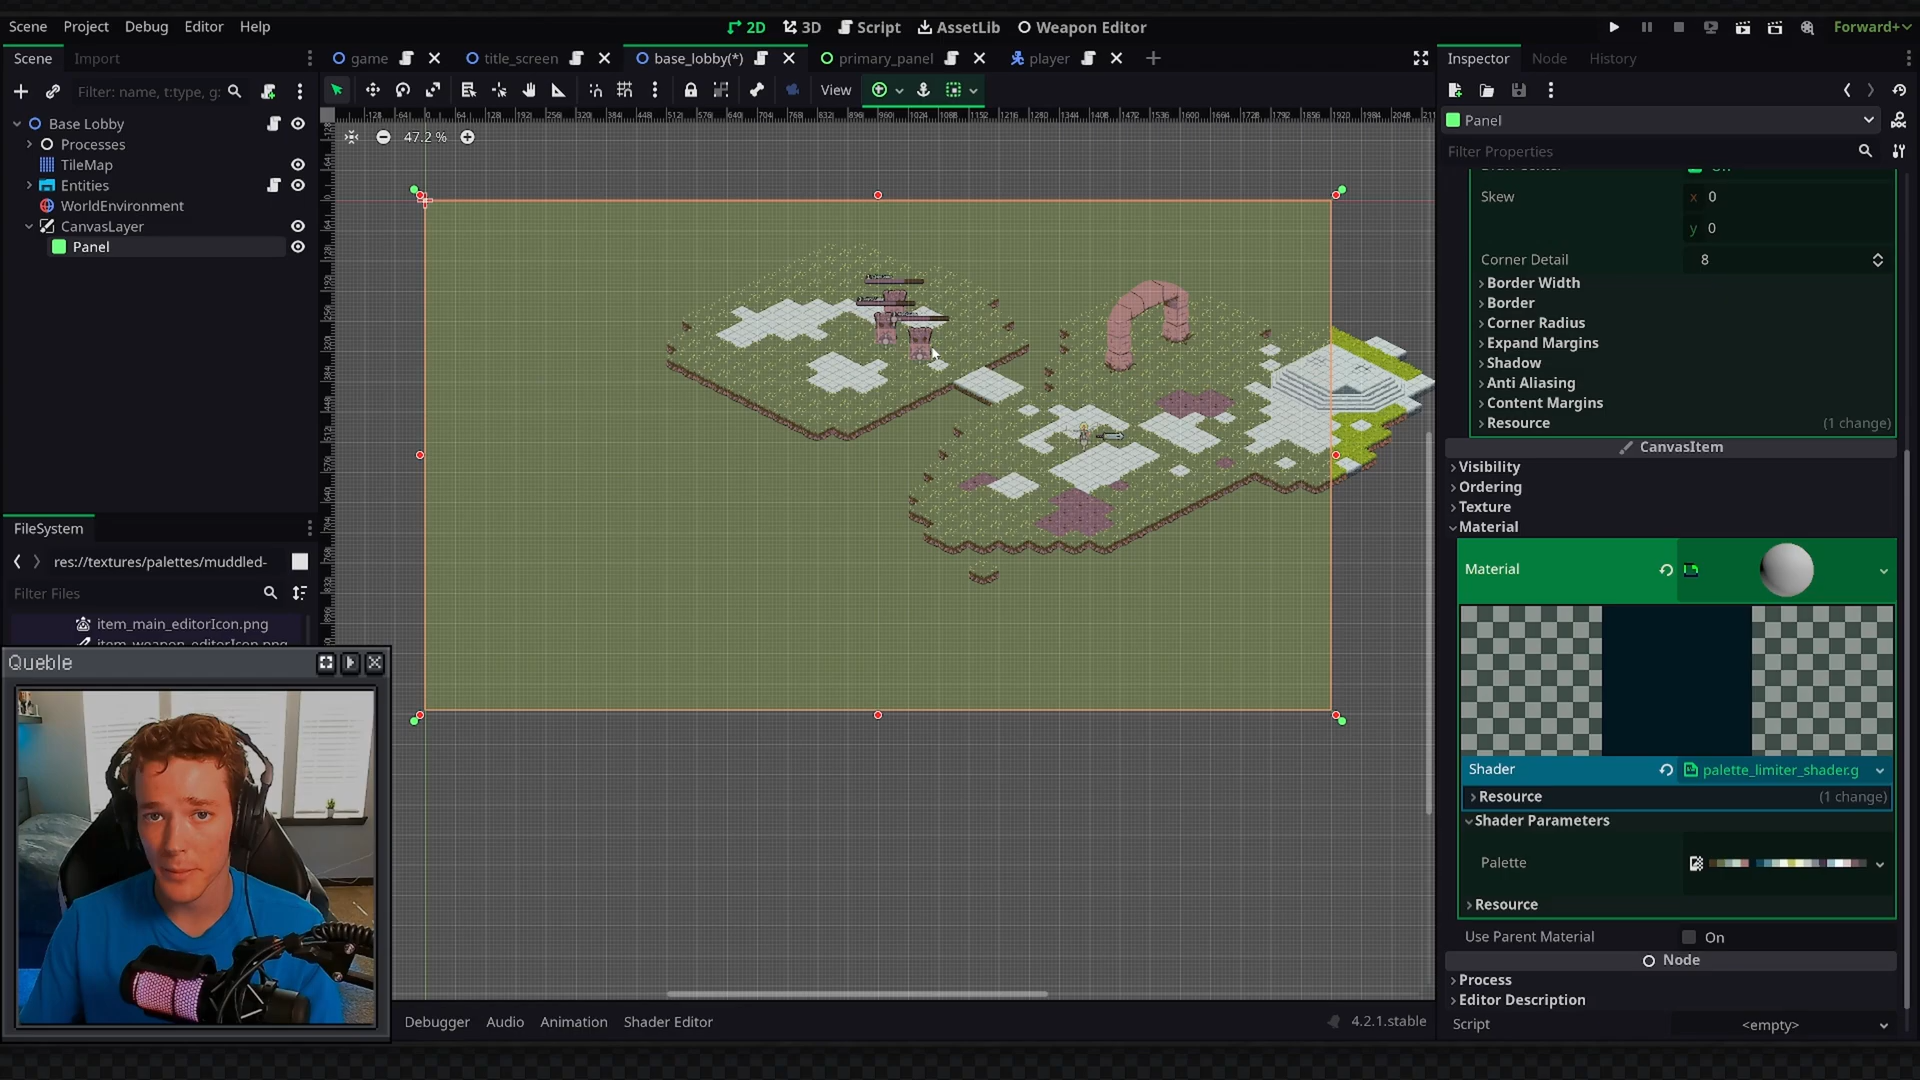 Scene Project Debug Editor Help
2D 3D Script AssetLib Weapon Editor
Forward+
Scene Import
game title_screen base_lobby(*) primary_panel player
Inspector Node History
Filter: name, t:type, g:
View
Base Lobby
Processes
TileMap
Entities
WorldEnvironment
CanvasLayer
Panel
47.2 %
Panel
Filter Properties
Skew x 0
y 0
Corner Detail 8
Border Width
Border
Corner Radius
Expand Margins
Shadow
Anti Aliasing
Content Margins
Resource (1 change)
CanvasItem
Visibility
Ordering
Texture
Material
Material
Shader palette_limiter_shader.g
Resource (1 change)
Shader Parameters
Palette
Resource
Use Parent Material On
Node
Process
Editor Description
Script <empty>
FileSystem
res://textures/palettes/muddled-
Filter Files
item_main_editorIcon.png
item_weapon_editorIcon.png
Queble
Debugger Audio Animation Shader Editor
4.2.1.stable